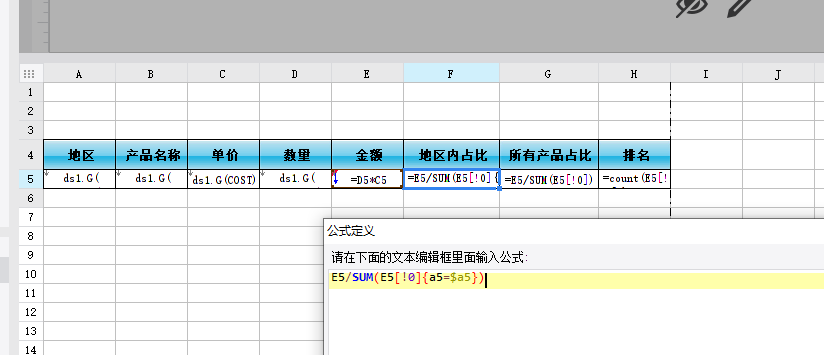 A B C D E F G H I J
1
2
3
4 地区 产品名称 单价 数量 金额 地区内占比 所有产品占比 排名
5 ds1.G( ds1.G( ds1.G(COST) ds1.G( =D5*C5 =E5/SUM(E5[!0]{ =E5/SUM(E5[!0]) =count(E5[!
6
7
8
9
10
11
12
13
14
公式定义
请在下面的文本编辑框里面输入公式:
E5/SUM(E5[!0]{a5=$a5})